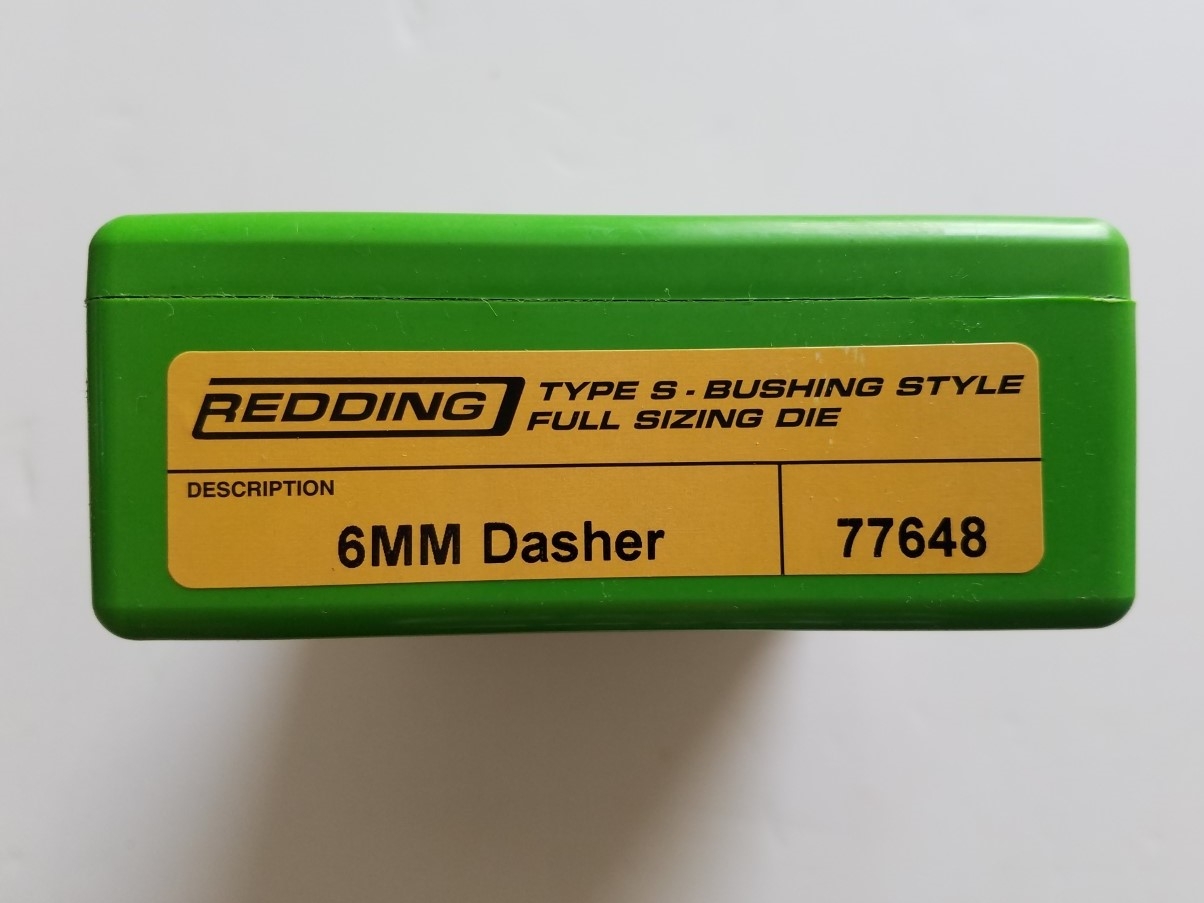 REDDING
TYPE S - BUSHING STYLE
FULL SIZING DIE
DESCRIPTION
6MM Dasher
77648